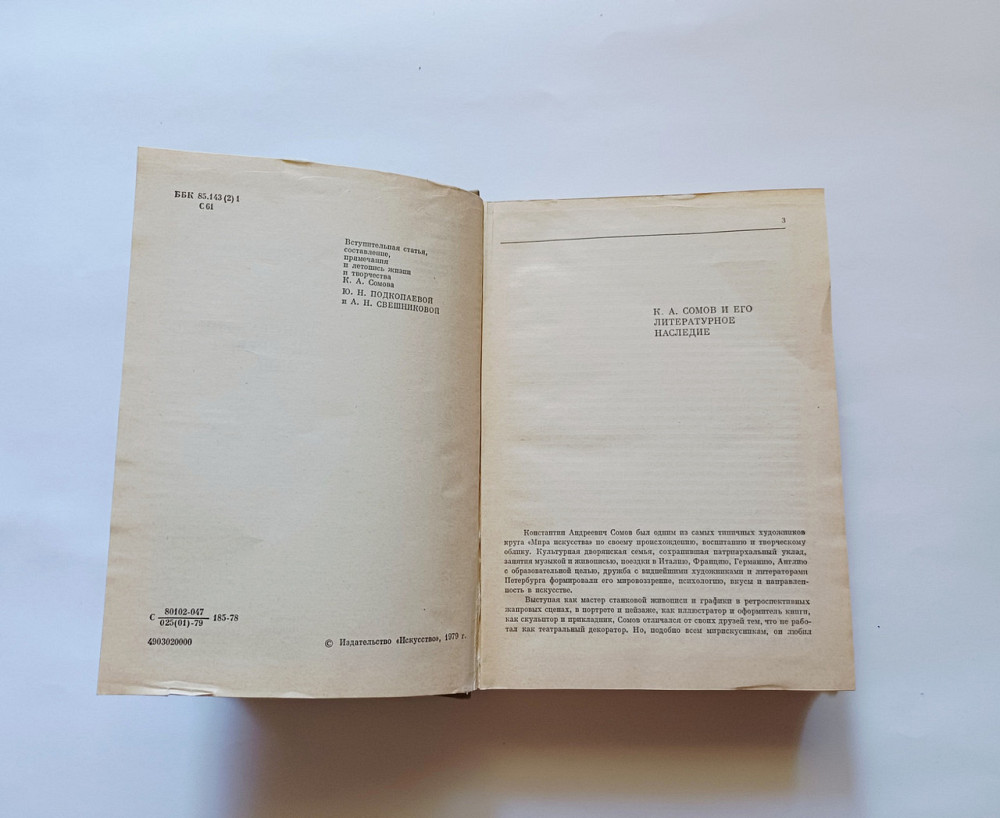 ББК 85.143(2)1
С61
Вступительная статья,
составление,
примечания
и летопись жизни
и творчества
К. А. Сомова
Ю. Н. ПОДКОПАЕВОЙ
и А. Н. СВЕШНИКОВОЙ
С 80102-047 185-78
025(01)-79
4903020000
© Издательство «Искусство», 1979 г.
3
К. А. СОМОВ И ЕГО
ЛИТЕРАТУРНОЕ
НАСЛЕДИЕ
Константин Андреевич Сомов был одним из самых типичных художников
круга «Мира искусства» по своему происхождению, воспитанию и творческому
облику. Культурная дворянская семья, сохранившая патриархальный уклад,
занятия музыкой и живописью, поездки в Италию, Францию, Германию, Англию
с образовательной целью, дружба с виднейшими художниками и литераторами
Петербурга формировали его мировоззрение, психологию, вкусы и направлен-
ность в искусстве.
Выступая как мастер станковой живописи и графики в ретроспективных
жанровых сценах, в портрете и пейзаже, как иллюстратор и оформитель книги,
как скульптор и прикладник, Сомов отличался от своих друзей тем, что не рабо-
тал как театральный декоратор. Но, подобно всем мирискусникам, он любил